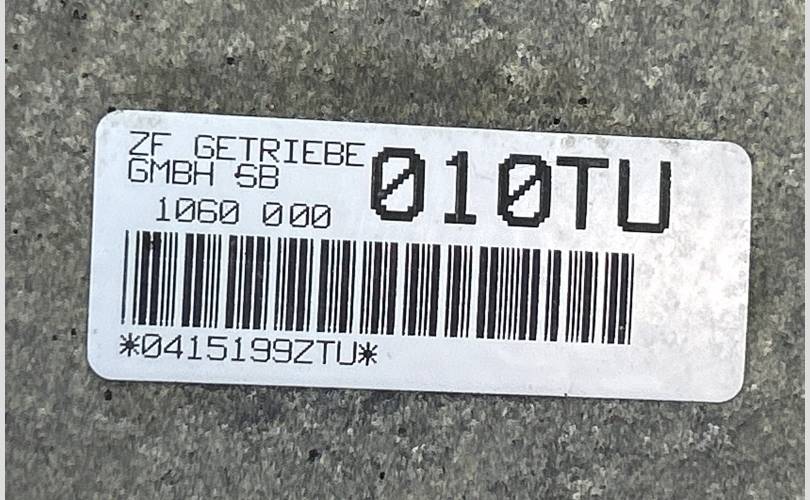 ZF GETRIEBE
GMBH SB
010TU
1060 000
*0415199ZTU*